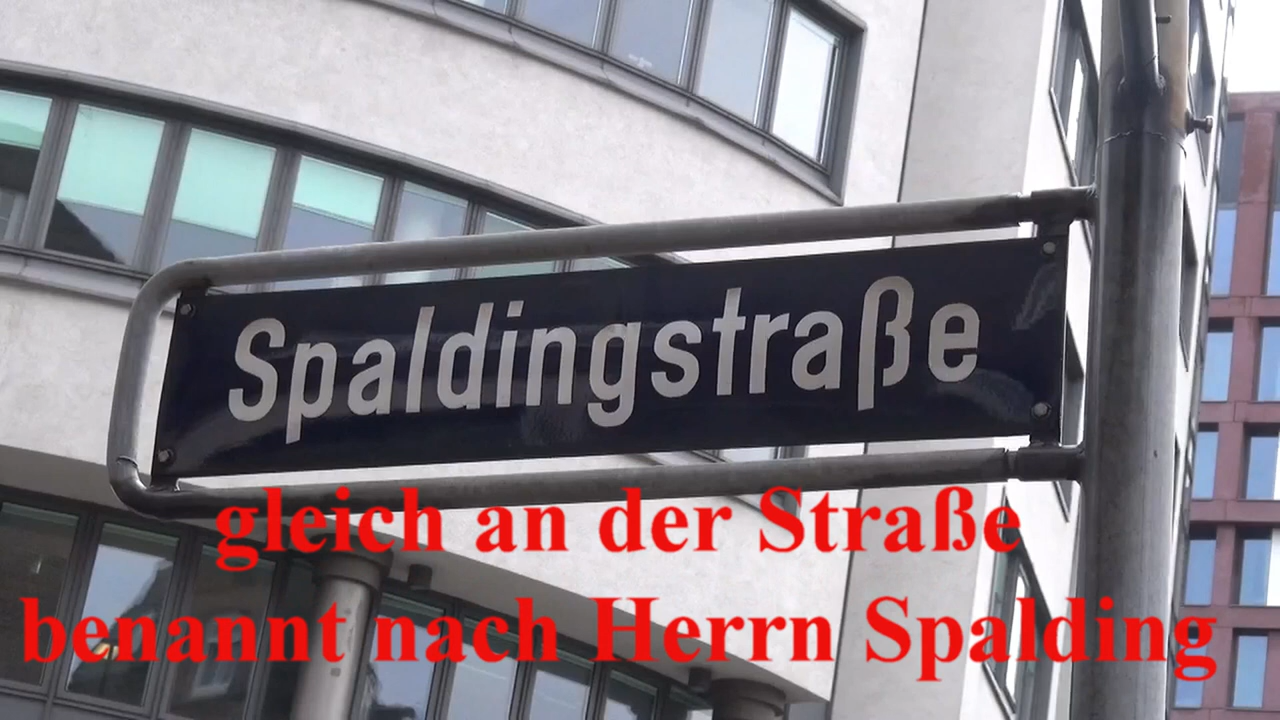 Spaldingstraße
gleich an der Straße
benannt nach Herrn Spalding